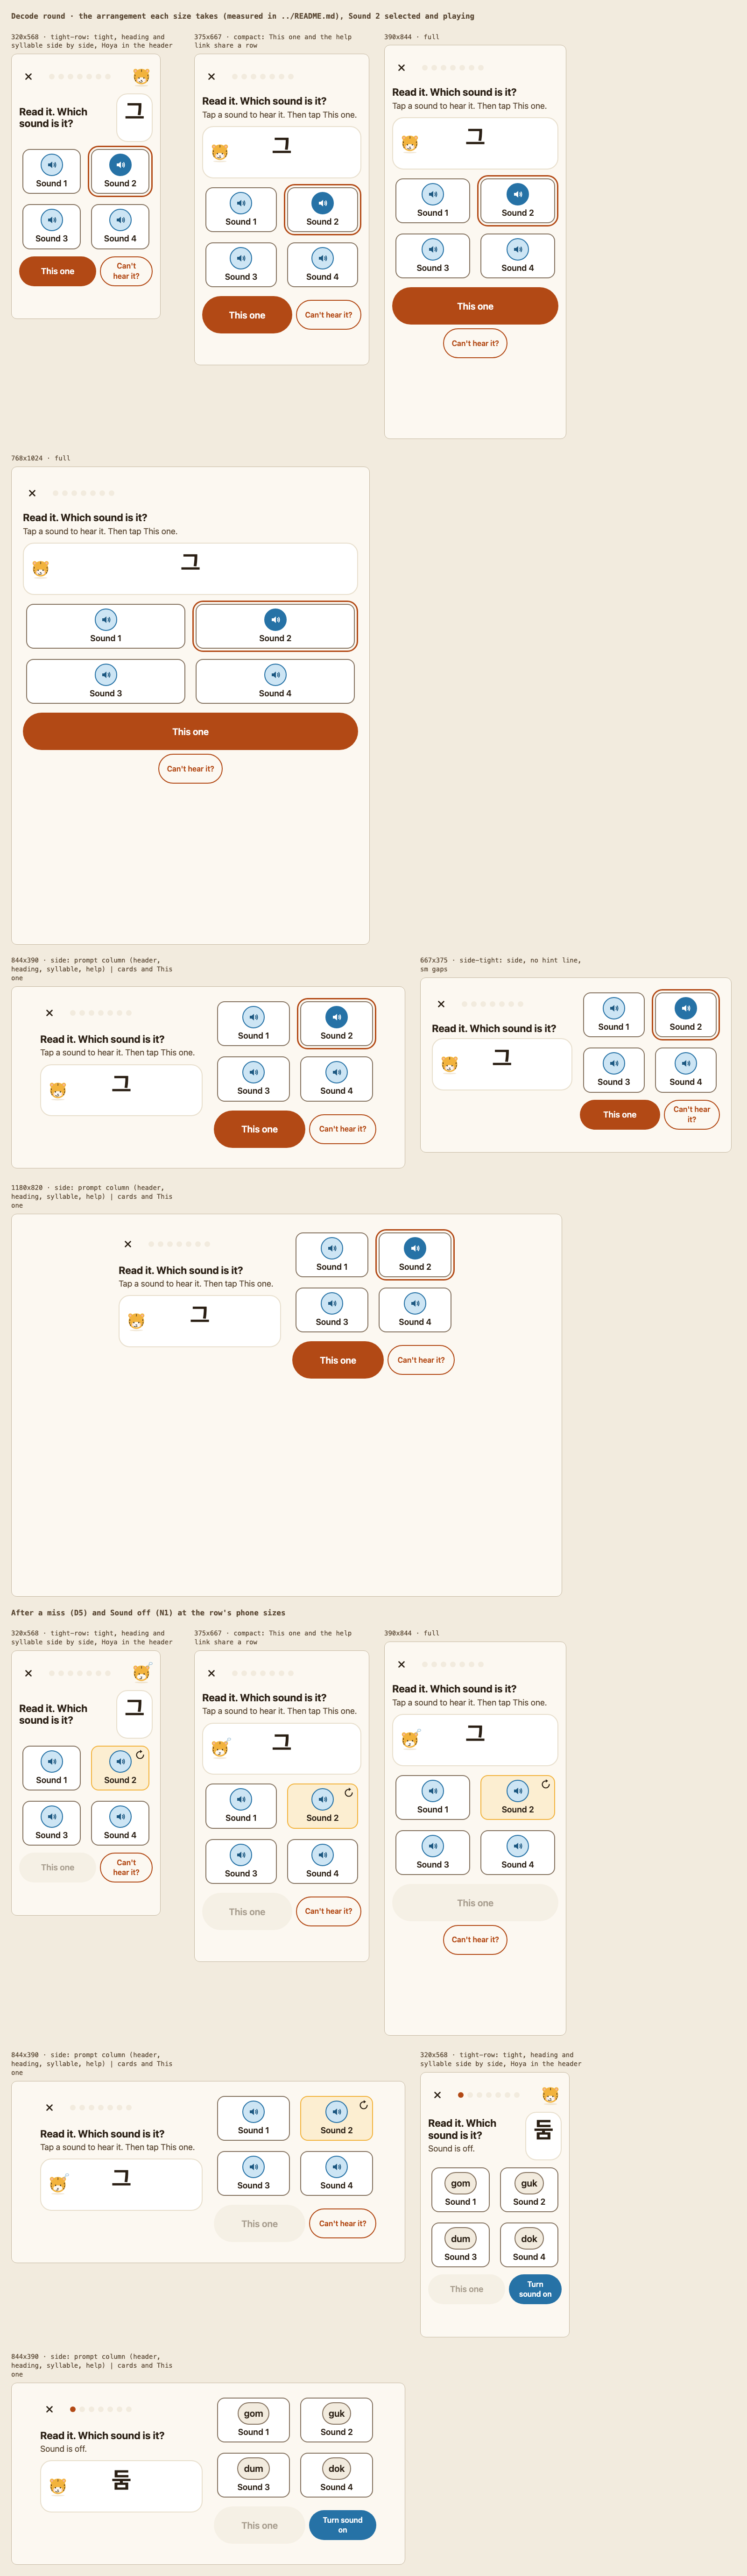 Decode round · the arrangement each size takes (measured in ../README.md), Sound 2 selected and playing
320x568 · tight-row: tight, heading and
syllable side by side, Hoya in the header
Read it. Which
sound is it?
그
Sound 1
Sound 2
Sound 3
Sound 4
This one
Can't
hear it?
375x667 · compact: This one and the help
link share a row
Read it. Which sound is it?
Tap a sound to hear it. Then tap This one.
그
Sound 1
Sound 2
Sound 3
Sound 4
This one
Can't hear it?
390x844 · full
Read it. Which sound is it?
Tap a sound to hear it. Then tap This one.
그
Sound 1
Sound 2
Sound 3
Sound 4
This one
Can't hear it?
768x1024 · full
Read it. Which sound is it?
Tap a sound to hear it. Then tap This one.
그
Sound 1
Sound 2
Sound 3
Sound 4
This one
Can't hear it?
844x390 · side: prompt column (header,
heading, syllable, help) | cards and This
one
Read it. Which sound is it?
Tap a sound to hear it. Then tap This one.
그
Sound 1
Sound 2
Sound 3
Sound 4
This one
Can't hear it?
667x375 · side-tight: side, no hint line,
sm gaps
Read it. Which sound is it?
그
Sound 1
Sound 2
Sound 3
Sound 4
This one
Can't hear
it?
1180x820 · side: prompt column (header,
heading, syllable, help) | cards and This
one
Read it. Which sound is it?
Tap a sound to hear it. Then tap This one.
그
Sound 1
Sound 2
Sound 3
Sound 4
This one
Can't hear it?
After a miss (D5) and Sound off (N1) at the row's phone sizes
320x568 · tight-row: tight, heading and
syllable side by side, Hoya in the header
Read it. Which
sound is it?
그
Sound 1
Sound 2
Sound 3
Sound 4
This one
Can't
hear it?
375x667 · compact: This one and the help
link share a row
Read it. Which sound is it?
Tap a sound to hear it. Then tap This one.
그
Sound 1
Sound 2
Sound 3
Sound 4
This one
Can't hear it?
390x844 · full
Read it. Which sound is it?
Tap a sound to hear it. Then tap This one.
그
Sound 1
Sound 2
Sound 3
Sound 4
This one
Can't hear it?
844x390 · side: prompt column (header,
heading, syllable, help) | cards and This
one
Read it. Which sound is it?
Tap a sound to hear it. Then tap This one.
그
Sound 1
Sound 2
Sound 3
Sound 4
This one
Can't hear it?
320x568 · tight-row: tight, heading and
syllable side by side, Hoya in the header
Read it. Which
sound is it?
Sound is off.
둠
gom
Sound 1
guk
Sound 2
dum
Sound 3
dok
Sound 4
This one
Turn
sound on
844x390 · side: prompt column (header,
heading, syllable, help) | cards and This
one
Read it. Which sound is it?
Sound is off.
둠
gom
Sound 1
guk
Sound 2
dum
Sound 3
dok
Sound 4
This one
Turn sound
on